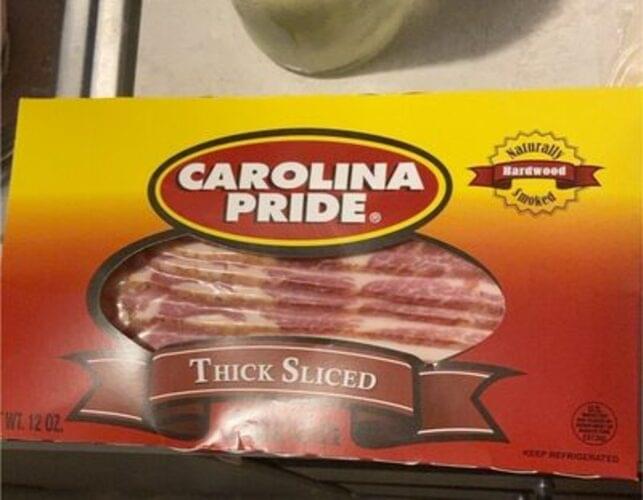 CAROLINA
PRIDE®
Naturally
Hardwood
Smoked
THICK SLICED
WT. 12 OZ.
KEEP REFRIGERATED